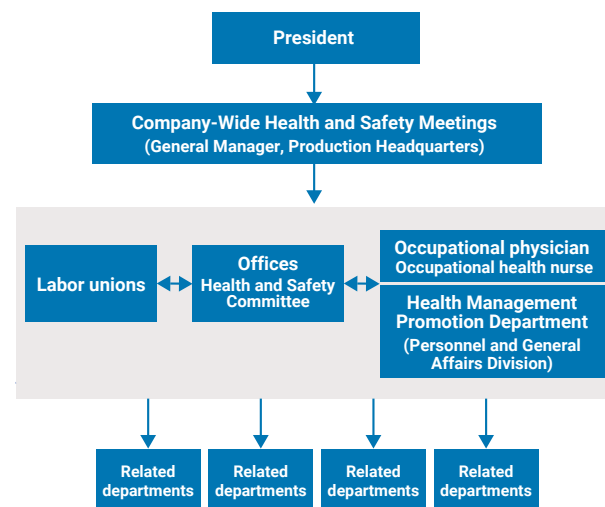 President
Company-Wide Health and Safety Meetings
(General Manager, Production Headquarters)
Labor unions
Offices
Health and Safety
Committee
Occupational physician
Occupational health nurse
Health Management
Promotion Department
(Personnel and General
Affairs Division)
Related
departments
Related
departments
Related
departments
Related
departments